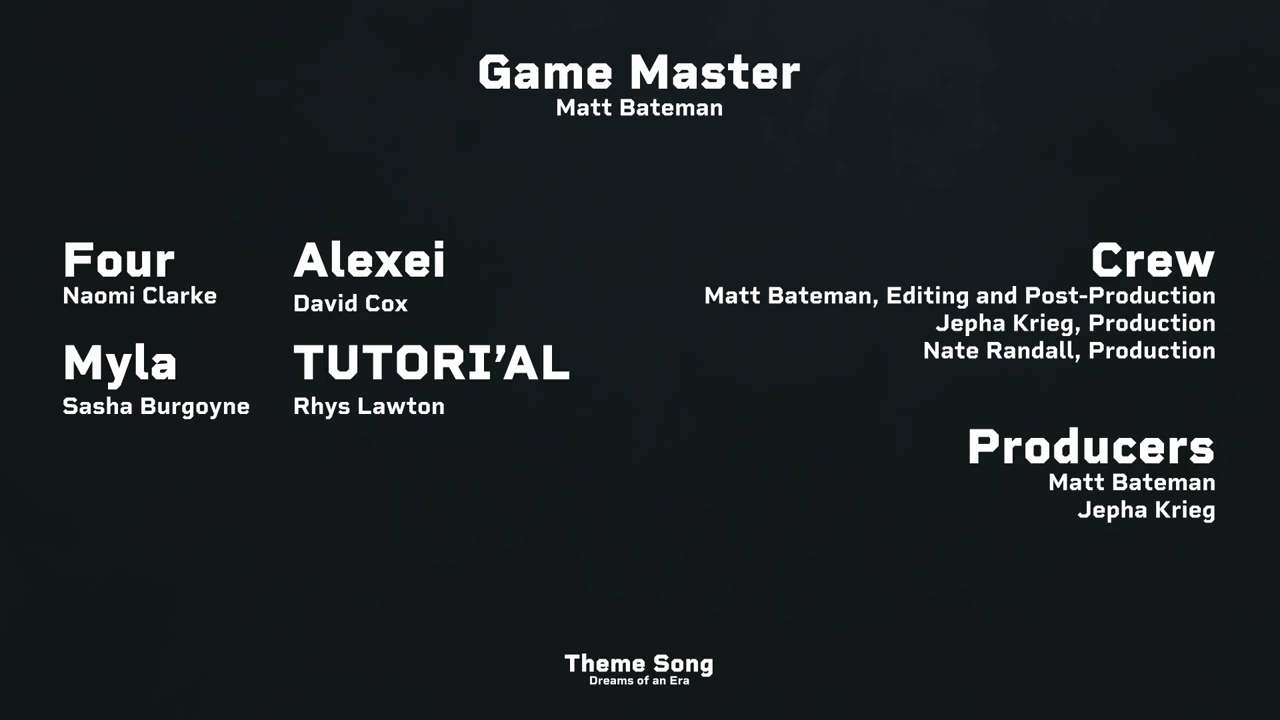 Game Master
Matt Bateman
Four
Naomi Clarke
Alexei
David Cox
Myla
Sasha Burgoyne
TUTORI’AL
Rhys Lawton
Crew
Matt Bateman, Editing and Post-Production
Jepha Krieg, Production
Nate Randall, Production
Producers
Matt Bateman
Jepha Krieg
Theme Song
Dreams of an Era